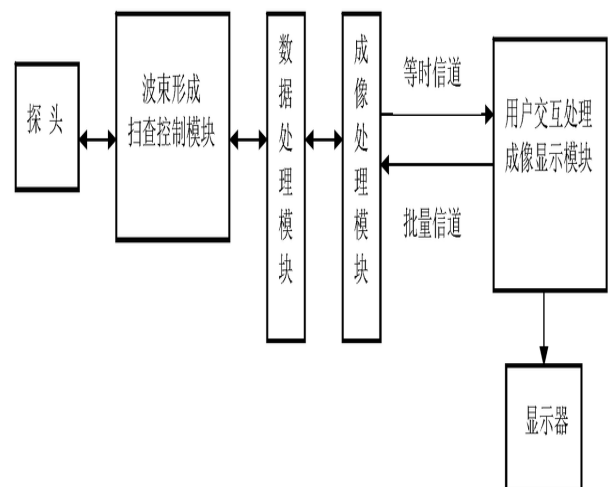 探 头
波束形成
扫查控制模块
数据处理模块
成像处理模块
等时信道
批量信道
用户交互处理
成像显示模块
显示器